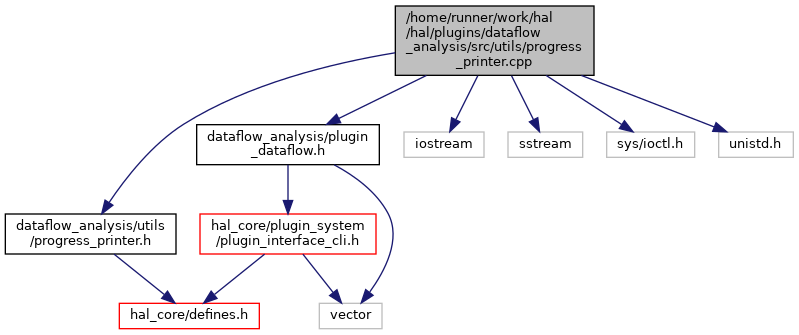 /home/runner/work/hal
/hal/plugins/dataflow
_analysis/src/utils/progress
_printer.cpp
dataflow_analysis/plugin
_dataflow.h
iostream
sstream
sys/ioctl.h
unistd.h
dataflow_analysis/utils
/progress_printer.h
hal_core/plugin_system
/plugin_interface_cli.h
hal_core/defines.h
vector